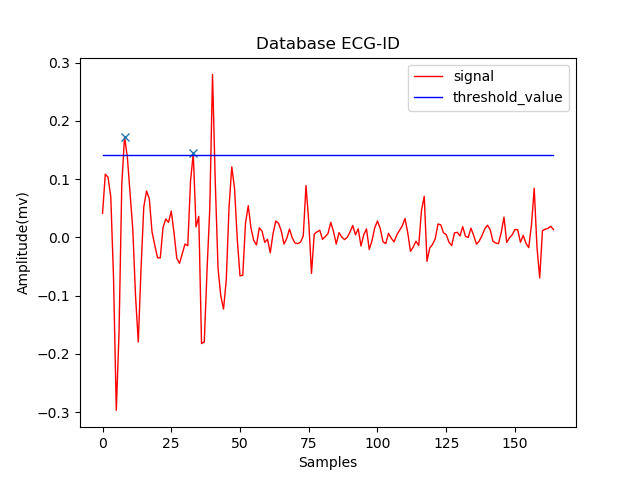 Database ECG-ID
signal
threshold_value
Amplitude(mv)
0.3
0.2
0.1
0.0
−0.1
−0.2
−0.3
0 25 50 75 100 125 150
Samples